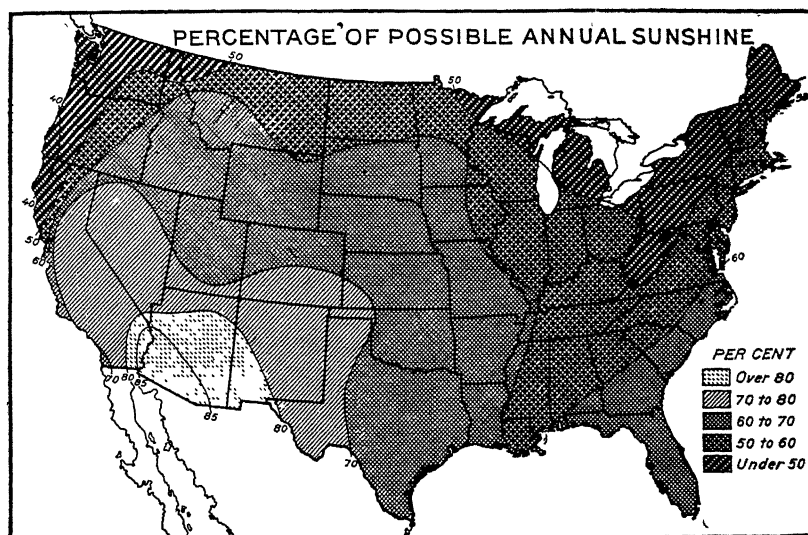 PERCENTAGE OF POSSIBLE ANNUAL SUNSHINE
50
50
40
40
50
60
60
PER CENT
Over 80
70 to 80
60 to 70
50 to 60
Under 50
70 80 85
85
80
70